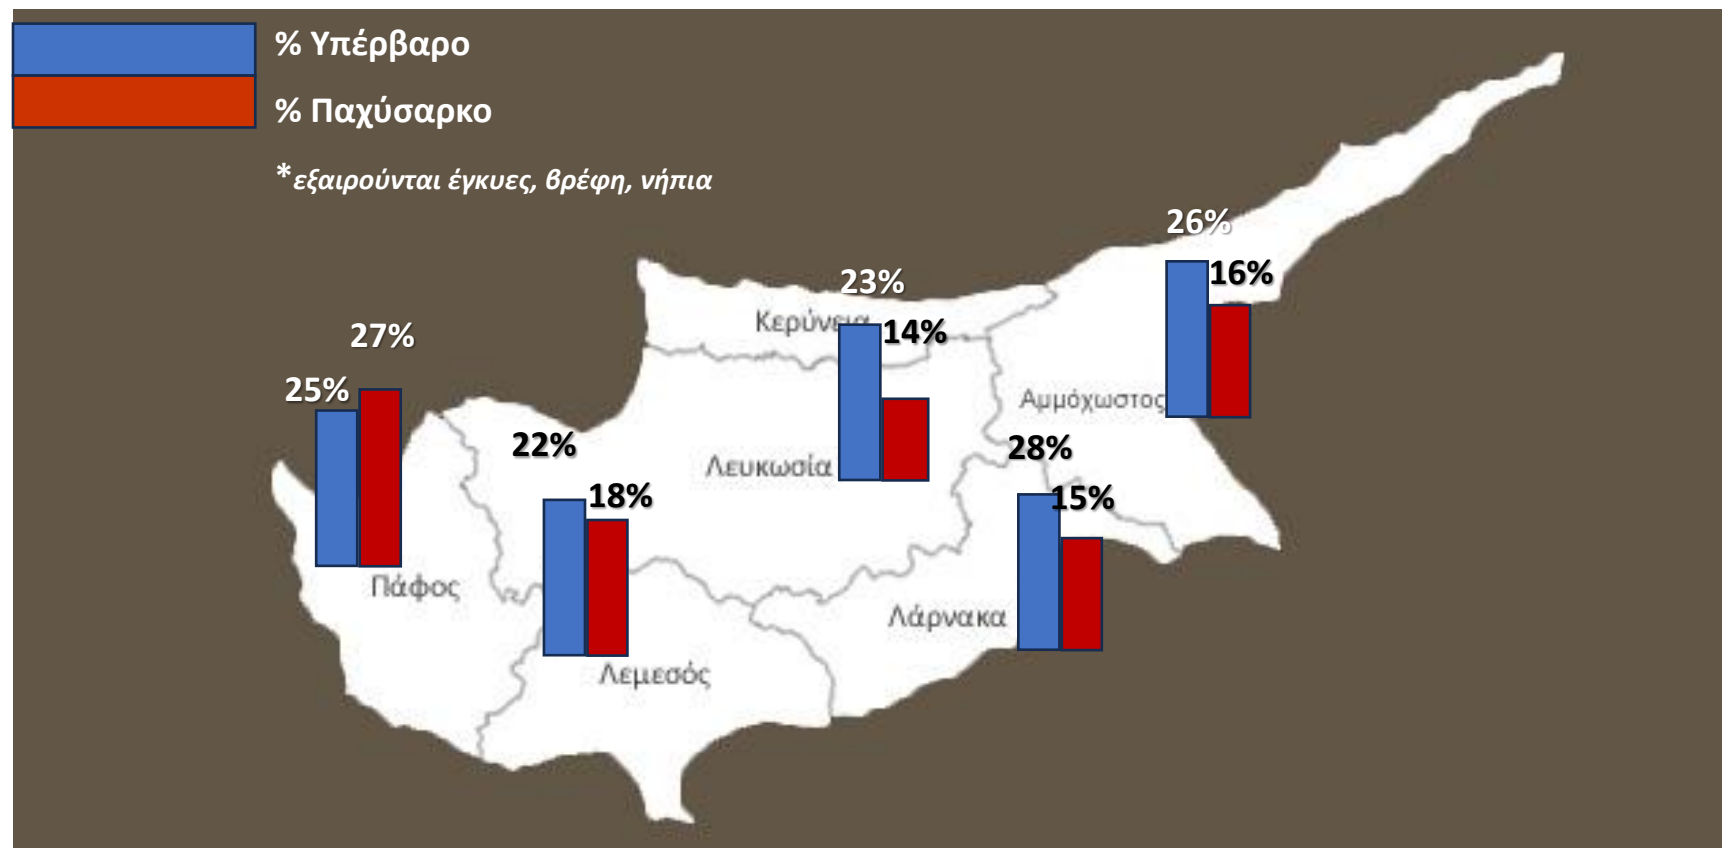 % Υπέρβαρο
% Παχύσαρκο
*εξαιρούνται έγκυες, βρέφη, νήπια
26%
16%
23%
Κερύνεια
14%
27%
25%
Αμμόχωστος
22%
28%
Λευκωσία
18%
15%
Πάφος
Λάρνακα
Λεμεσός